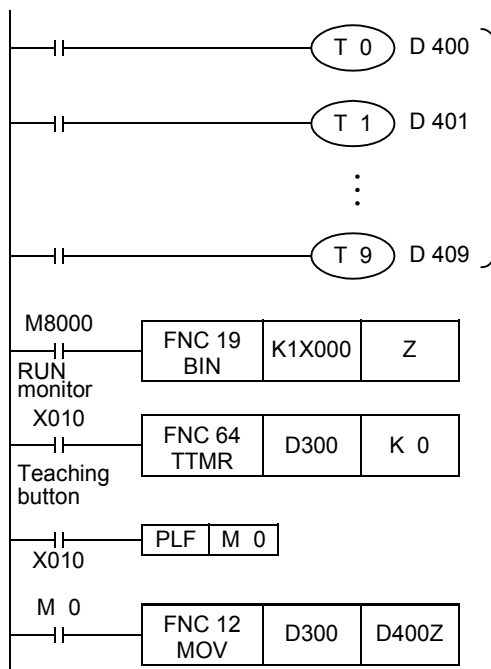 T 0 D 400
T 1 D 401
T 9 D 409
M8000
FNC 19
BIN
K1X000
Z
RUN
monitor
X010
FNC 64
TTMR
D300
K 0
Teaching
button
PLF M 0
X010
M 0
FNC 12
MOV
D300
D400Z